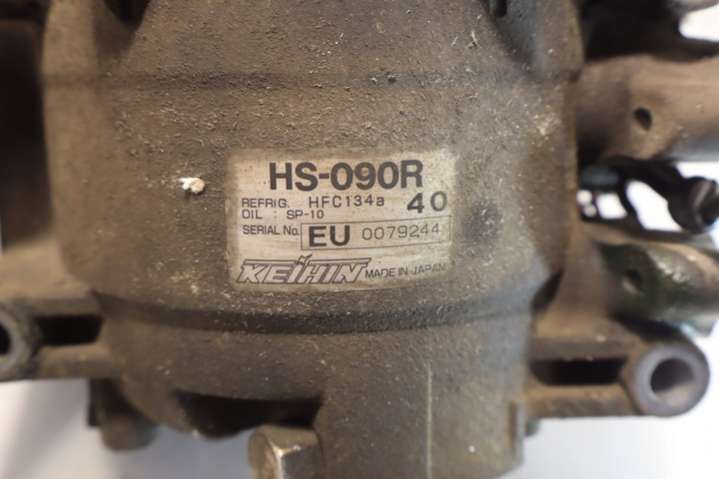 HS-090R
REFRIG. HFC134a 40
OIL : SP-10
SERIAL No. EU 0079244
KEIHIN MADE IN JAPAN